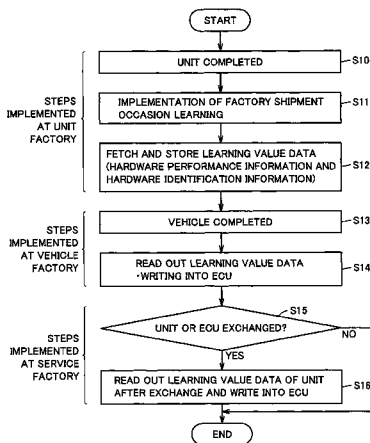 START
UNIT COMPLETED
S10
STEPS
IMPLEMENTED
AT UNIT
FACTORY
IMPLEMENTATION OF FACTORY SHIPMENT
OCCASION LEARNING
S11
FETCH AND STORE LEARNING VALUE DATA
(HARDWARE PERFORMANCE INFORMATION AND
HARDWARE IDENTIFICATION INFORMATION)
S12
STEPS
IMPLEMENTED
AT VEHICLE
FACTORY
VEHICLE COMPLETED
S13
READ OUT LEARNING VALUE DATA
·WRITING INTO ECU
S14
STEPS
IMPLEMENTED
AT SERVICE
FACTORY
UNIT OR ECU EXCHANGED?
S15
NO
YES
READ OUT LEARNING VALUE DATA OF UNIT
AFTER EXCHANGE AND WRITE INTO ECU
S16
END